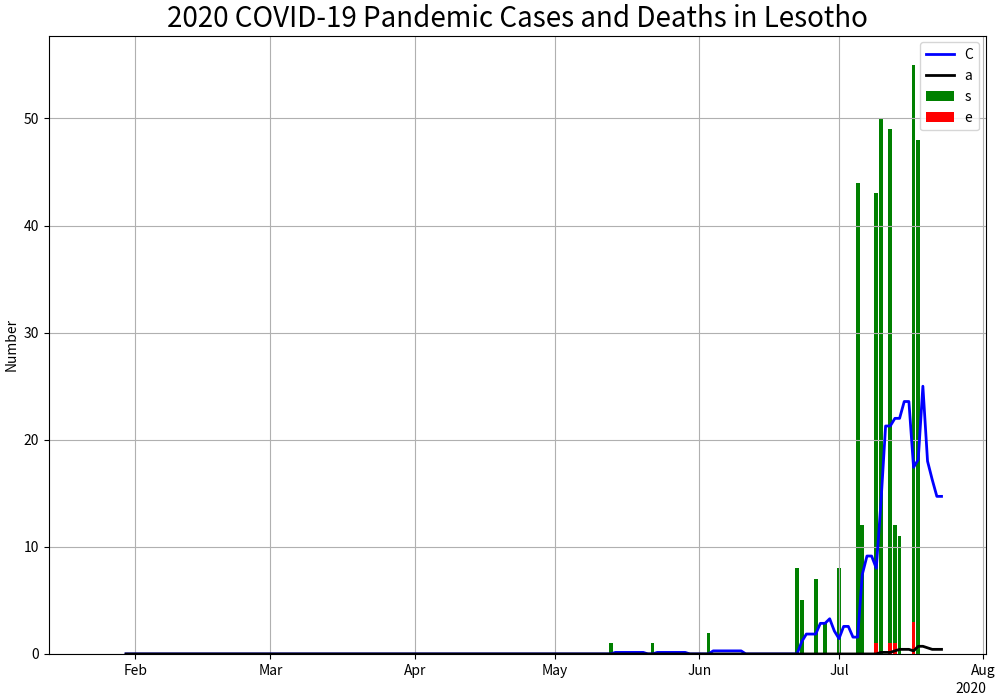 2020 COVID-19 Pandemic Cases and Deaths in Lesotho
C
a
s
e
50
40
30
20
10
0
Number
Feb Mar Apr May Jun Jul Aug
2020